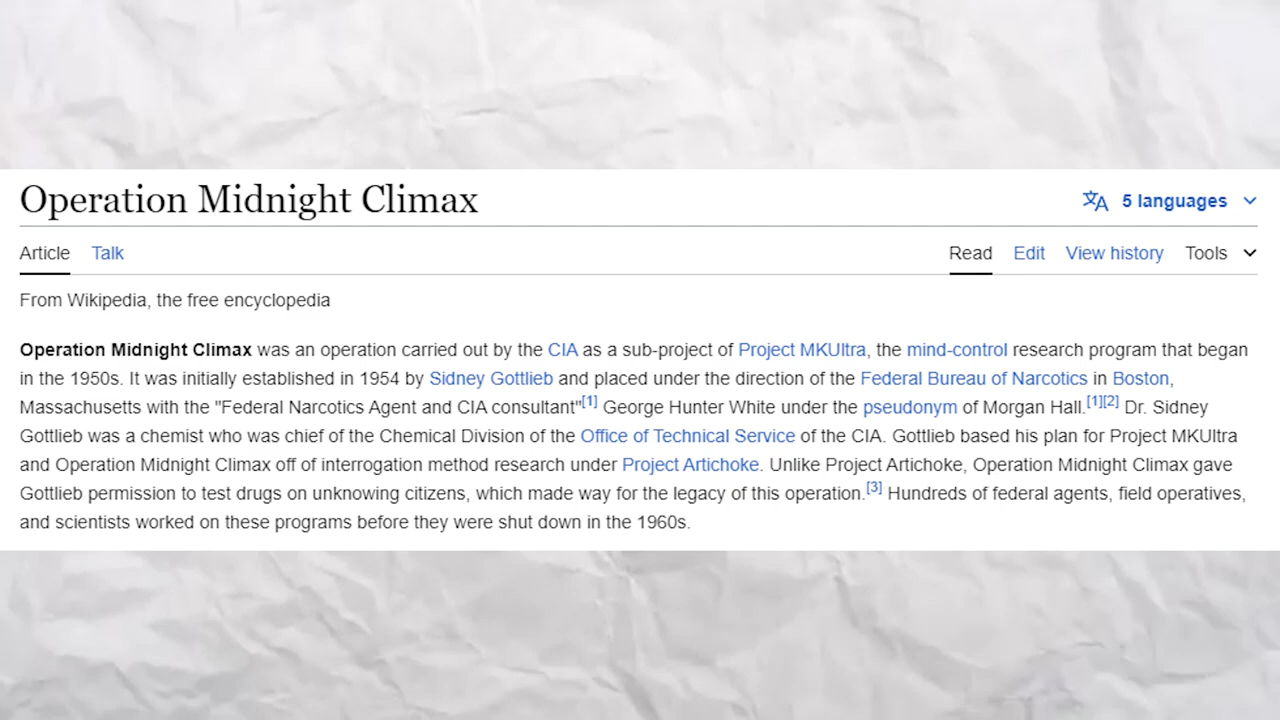 Operation Midnight Climax
5 languages
Article Talk Read Edit View history Tools
From Wikipedia, the free encyclopedia
Operation Midnight Climax was an operation carried out by the CIA as a sub-project of Project MKUltra, the mind-control research program that began
in the 1950s. It was initially established in 1954 by Sidney Gottlieb and placed under the direction of the Federal Bureau of Narcotics in Boston,
Massachusetts with the "Federal Narcotics Agent and CIA consultant"[1] George Hunter White under the pseudonym of Morgan Hall.[1][2] Dr. Sidney
Gottlieb was a chemist who was chief of the Chemical Division of the Office of Technical Service of the CIA. Gottlieb based his plan for Project MKUltra
and Operation Midnight Climax off of interrogation method research under Project Artichoke. Unlike Project Artichoke, Operation Midnight Climax gave
Gottlieb permission to test drugs on unknowing citizens, which made way for the legacy of this operation.[3] Hundreds of federal agents, field operatives,
and scientists worked on these programs before they were shut down in the 1960s.